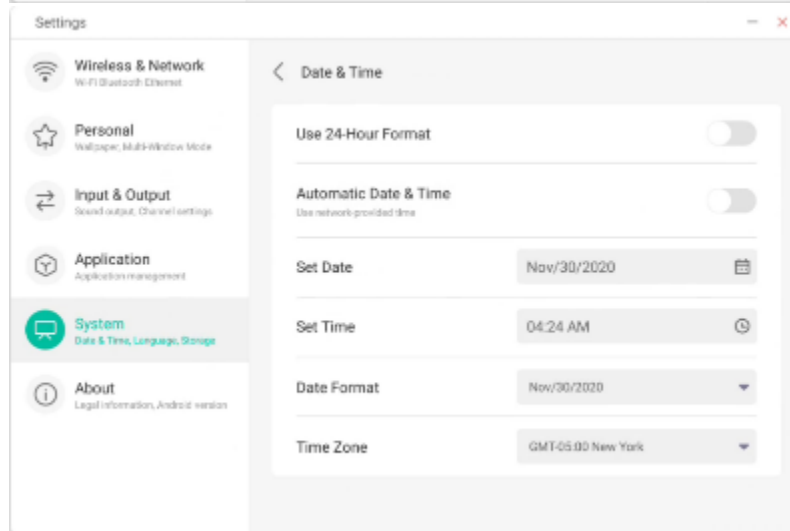 Settings
Wireless & Network
Wi-Fi Bluetooth Ethernet
Personal
Wallpaper, Multi-Window Mode
Input & Output
Sound output, Channel settings
Application
Application management
System
Date & Time, Language, Storage
About
Legal information, Android version
Date & Time
Use 24-Hour Format
Automatic Date & Time
Use network-provided time
Set Date
Nov/30/2020
Set Time
04:24 AM
Date Format
Nov/30/2020
Time Zone
GMT-05:00 New York